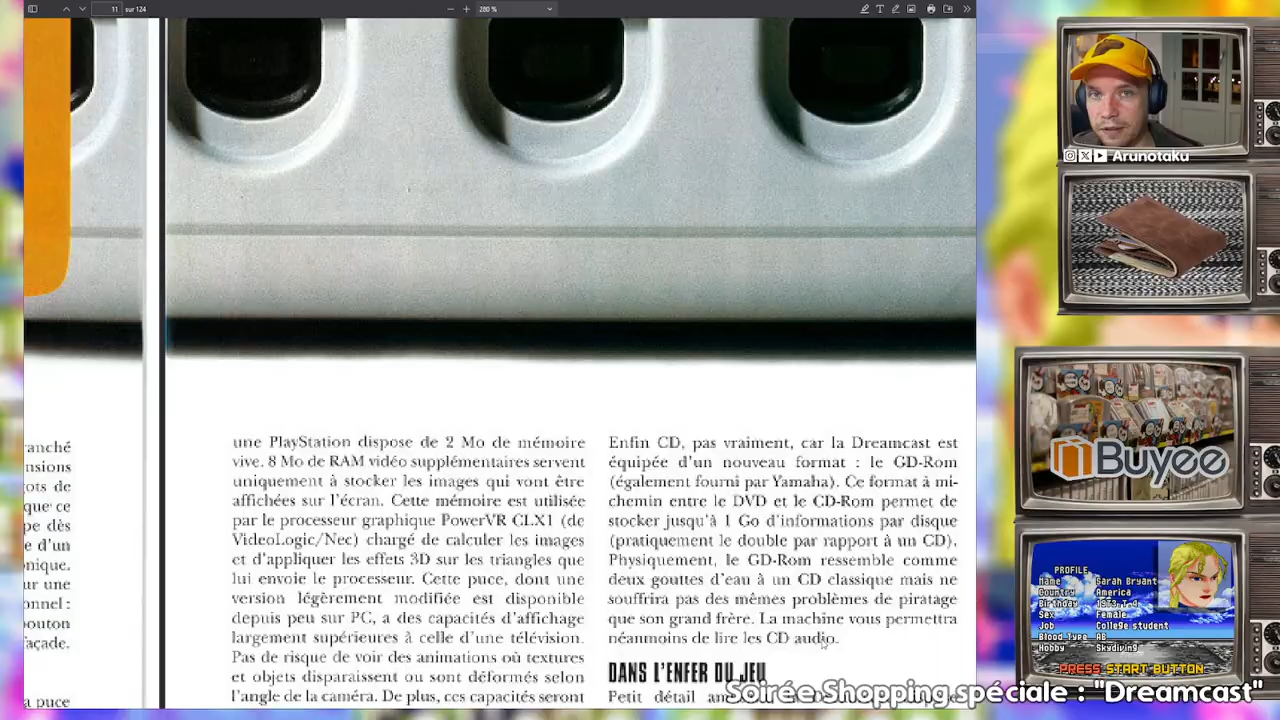 11 sur 124
280 %
Arunotaku
ranché
nsions
ots de
que ce
pe dès
e d'un
onique.
ur une
onnel :
outon
açade.
a puce
une PlayStation dispose de 2 Mo de mémoire
vive. 8 Mo de RAM vidéo supplémentaires servent
uniquement à stocker les images qui vont être
affichées sur l'écran. Cette mémoire est utilisée
par le processeur graphique PowerVR CLX1 (de
VideoLogic/Nec) chargé de calculer les images
et d'appliquer les effets 3D sur les triangles que
lui envoie le processeur. Cette puce, dont une
version légèrement modifiée est disponible
depuis peu sur PC, a des capacités d'affichage
largement supérieures à celle d'une télévision.
Pas de risque de voir des animations où textures
et objets disparaissent ou sont déformés selon
l'angle de la caméra. De plus, ces capacités seront
Enfin CD, pas vraiment, car la Dreamcast est
équipée d'un nouveau format : le GD-Rom
(également fourni par Yamaha). Ce format à mi-
chemin entre le DVD et le CD-Rom permet de
stocker jusqu'à 1 Go d'informations par disque
(pratiquement le double par rapport à un CD).
Physiquement, le GD-Rom ressemble comme
deux gouttes d'eau à un CD classique mais ne
souffrira pas des mêmes problèmes de piratage
que son grand frère. La machine vous permettra
néanmoins de lire les CD audio.
DANS L'ENFER DU JEU
Petit détail
Buyee
PROFILE
Name Sarah Bryant
Country America
Birthday
Sex Female
Job College student
Blood Type AB
Hobby Skydiving
PRESS START BUTTON
Soirée Shopping spéciale : "Dreamcast"